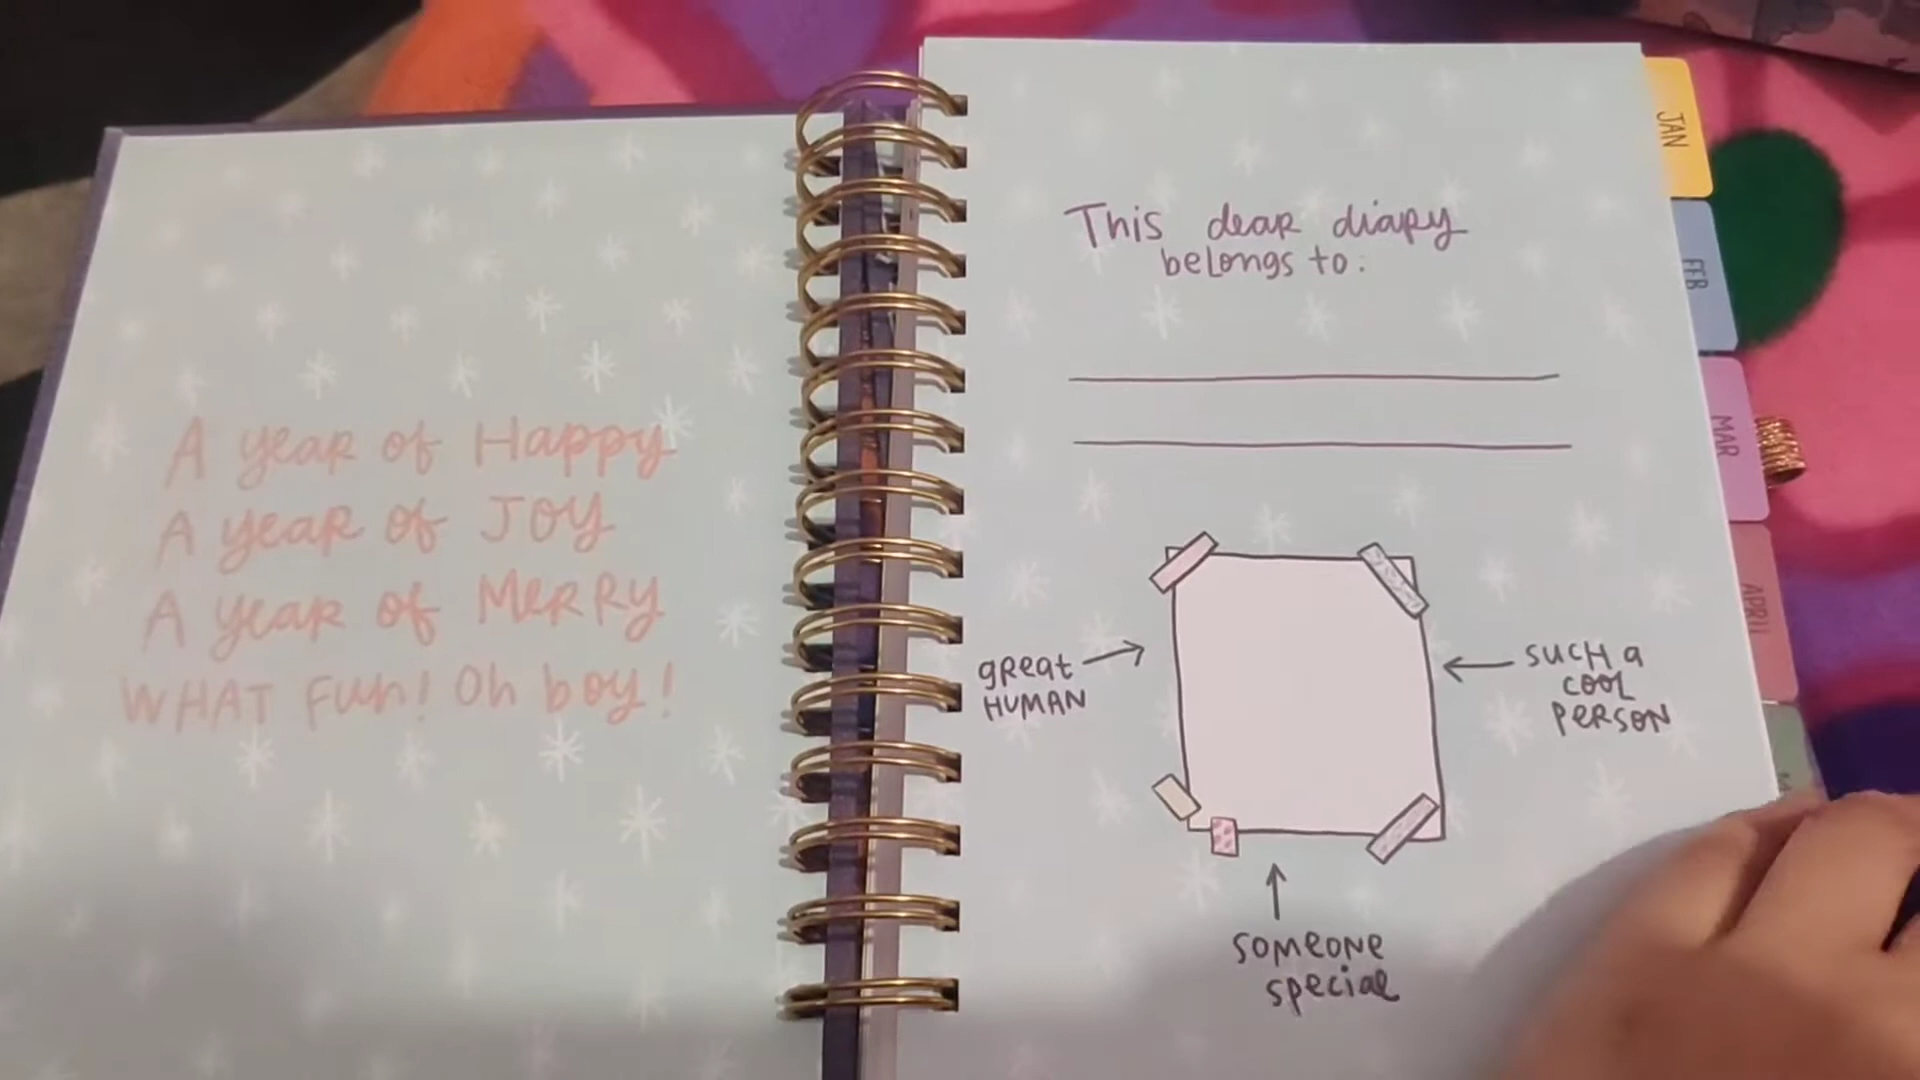 A year of Happy
A year of Joy
A year of MeRRy
WHAT Fun! Oh boy!
This dear diary
beLongs to:
great
HUMAN
SUCH a
COOL
PeRSON
SOMeONe
special
JAN
FEB
MAR
APRIL